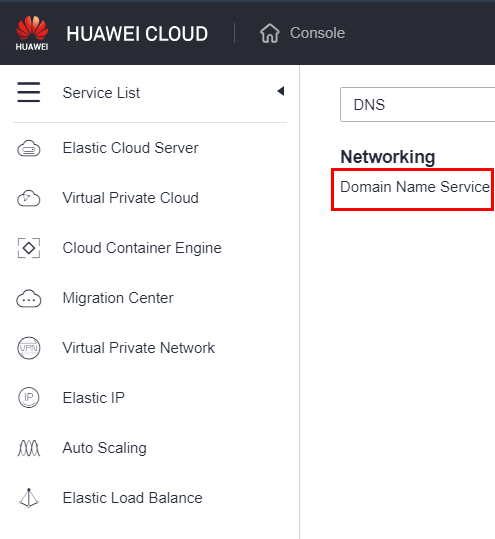 HUAWEI
HUAWEI CLOUD
Console
Service List
Elastic Cloud Server
Virtual Private Cloud
Cloud Container Engine
Migration Center
VPN
Virtual Private Network
IP
Elastic IP
Auto Scaling
Elastic Load Balance
DNS
Networking
Domain Name Service